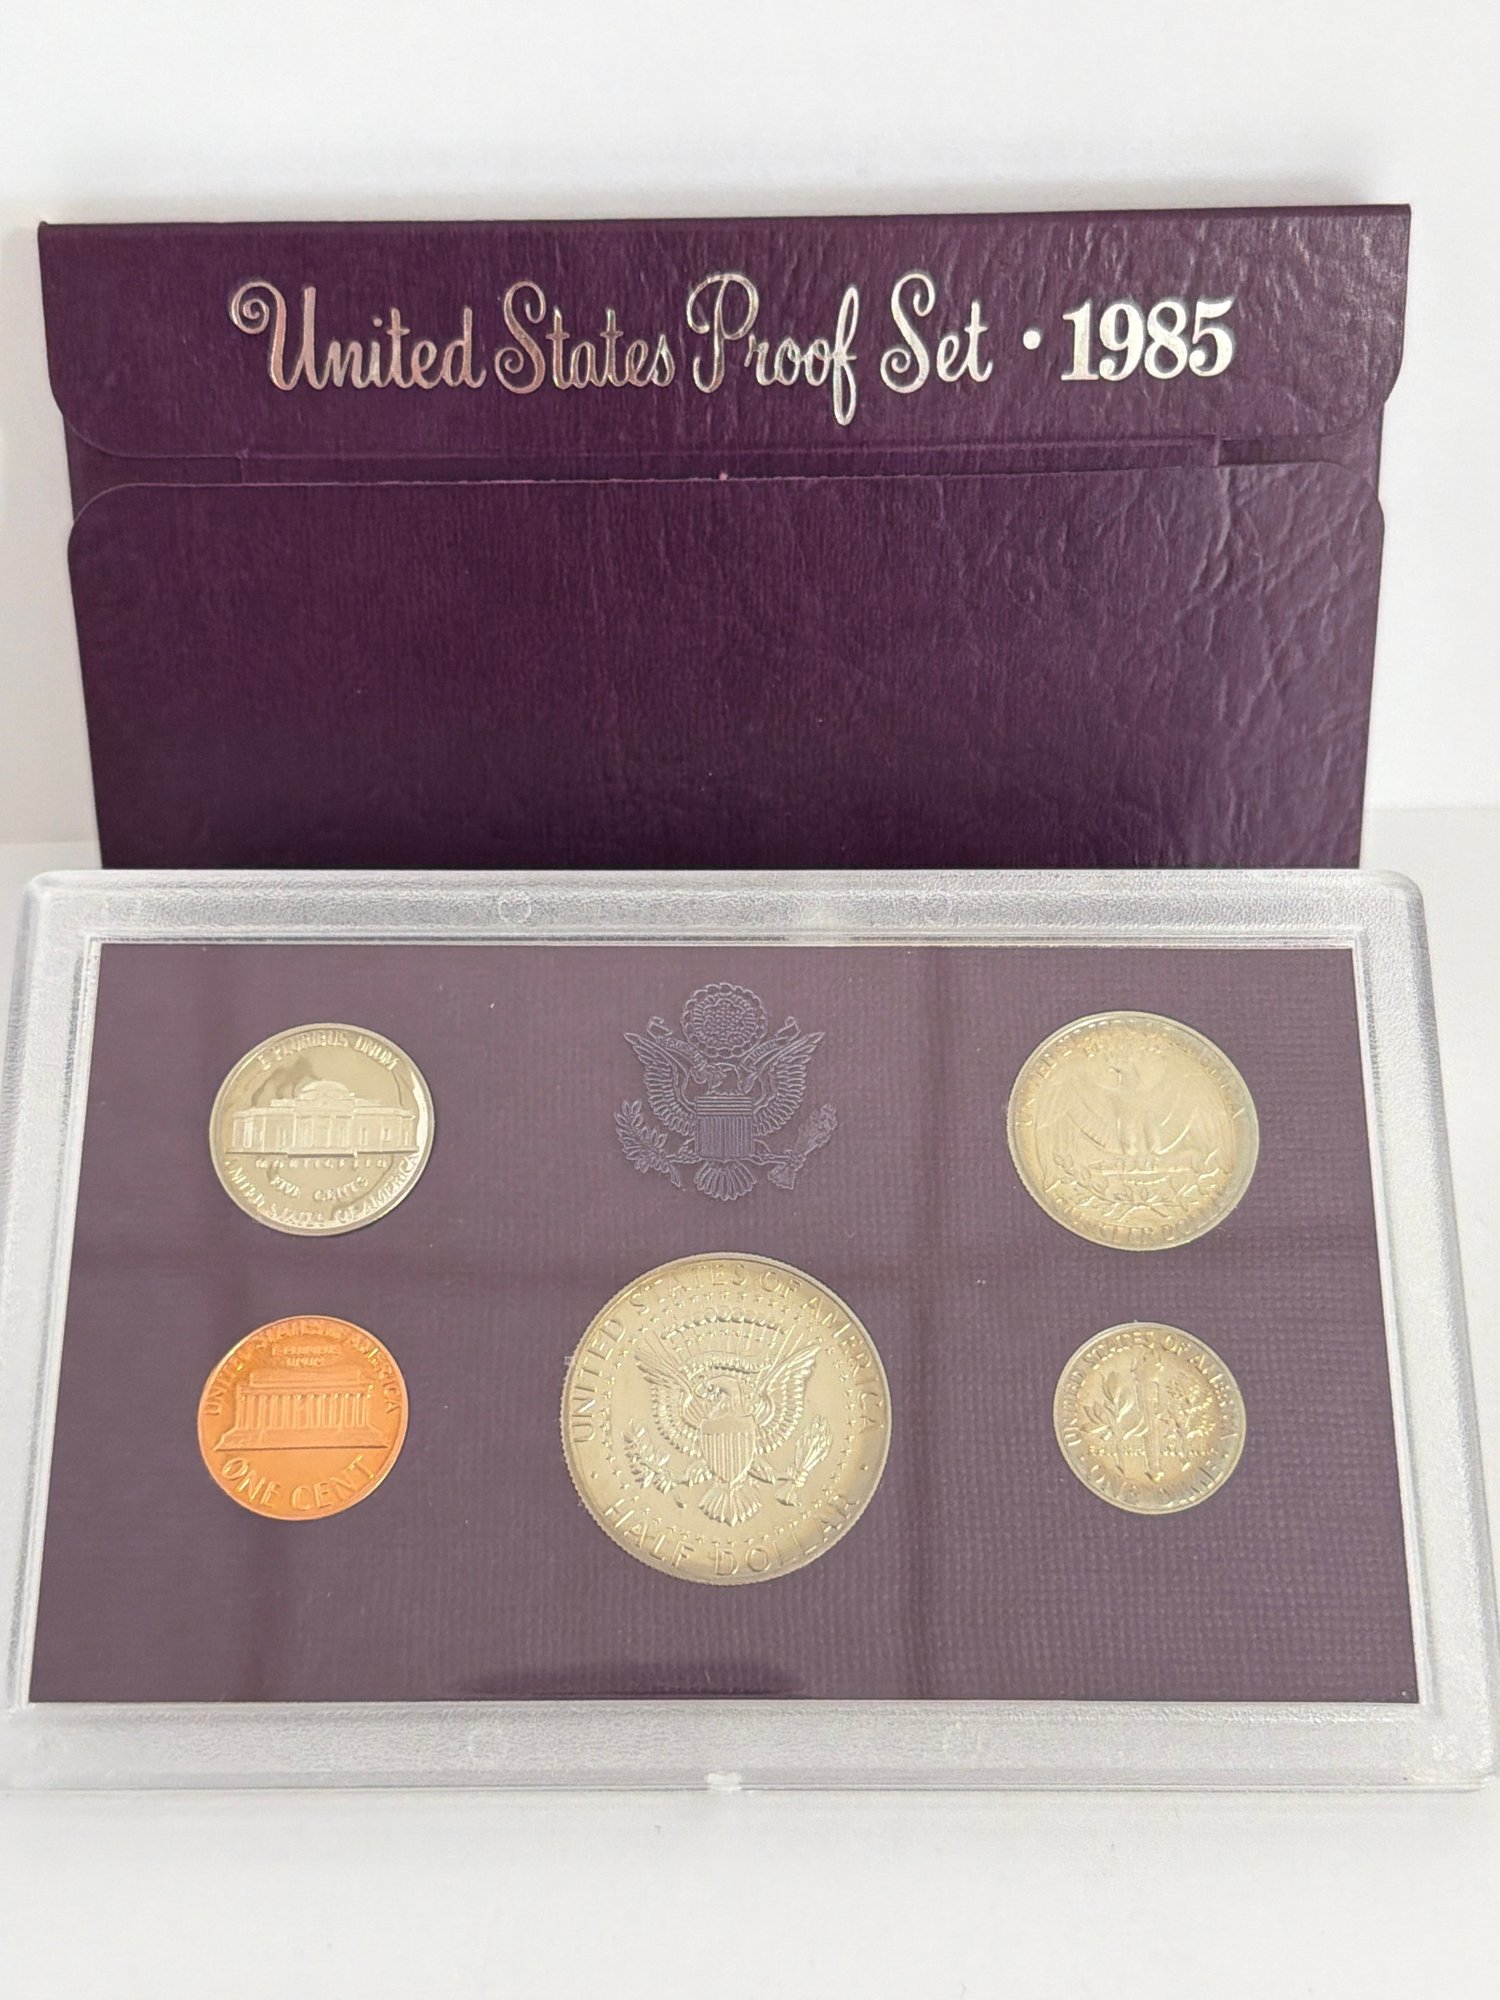 United States Proof Set · 1985
E PLURIBUS UNUM
MONTICELLO
FIVE CENTS
UNITED STATES OF AMERICA
UNITED STATES OF AMERICA
QUARTER DOLLAR
UNITED STATES OF AMERICA
E PLURIBUS
UNUM
ONE CENT
UNITED STATES OF AMERICA
HALF DOLLAR
UNITED STATES OF AMERICA
ONE DIME